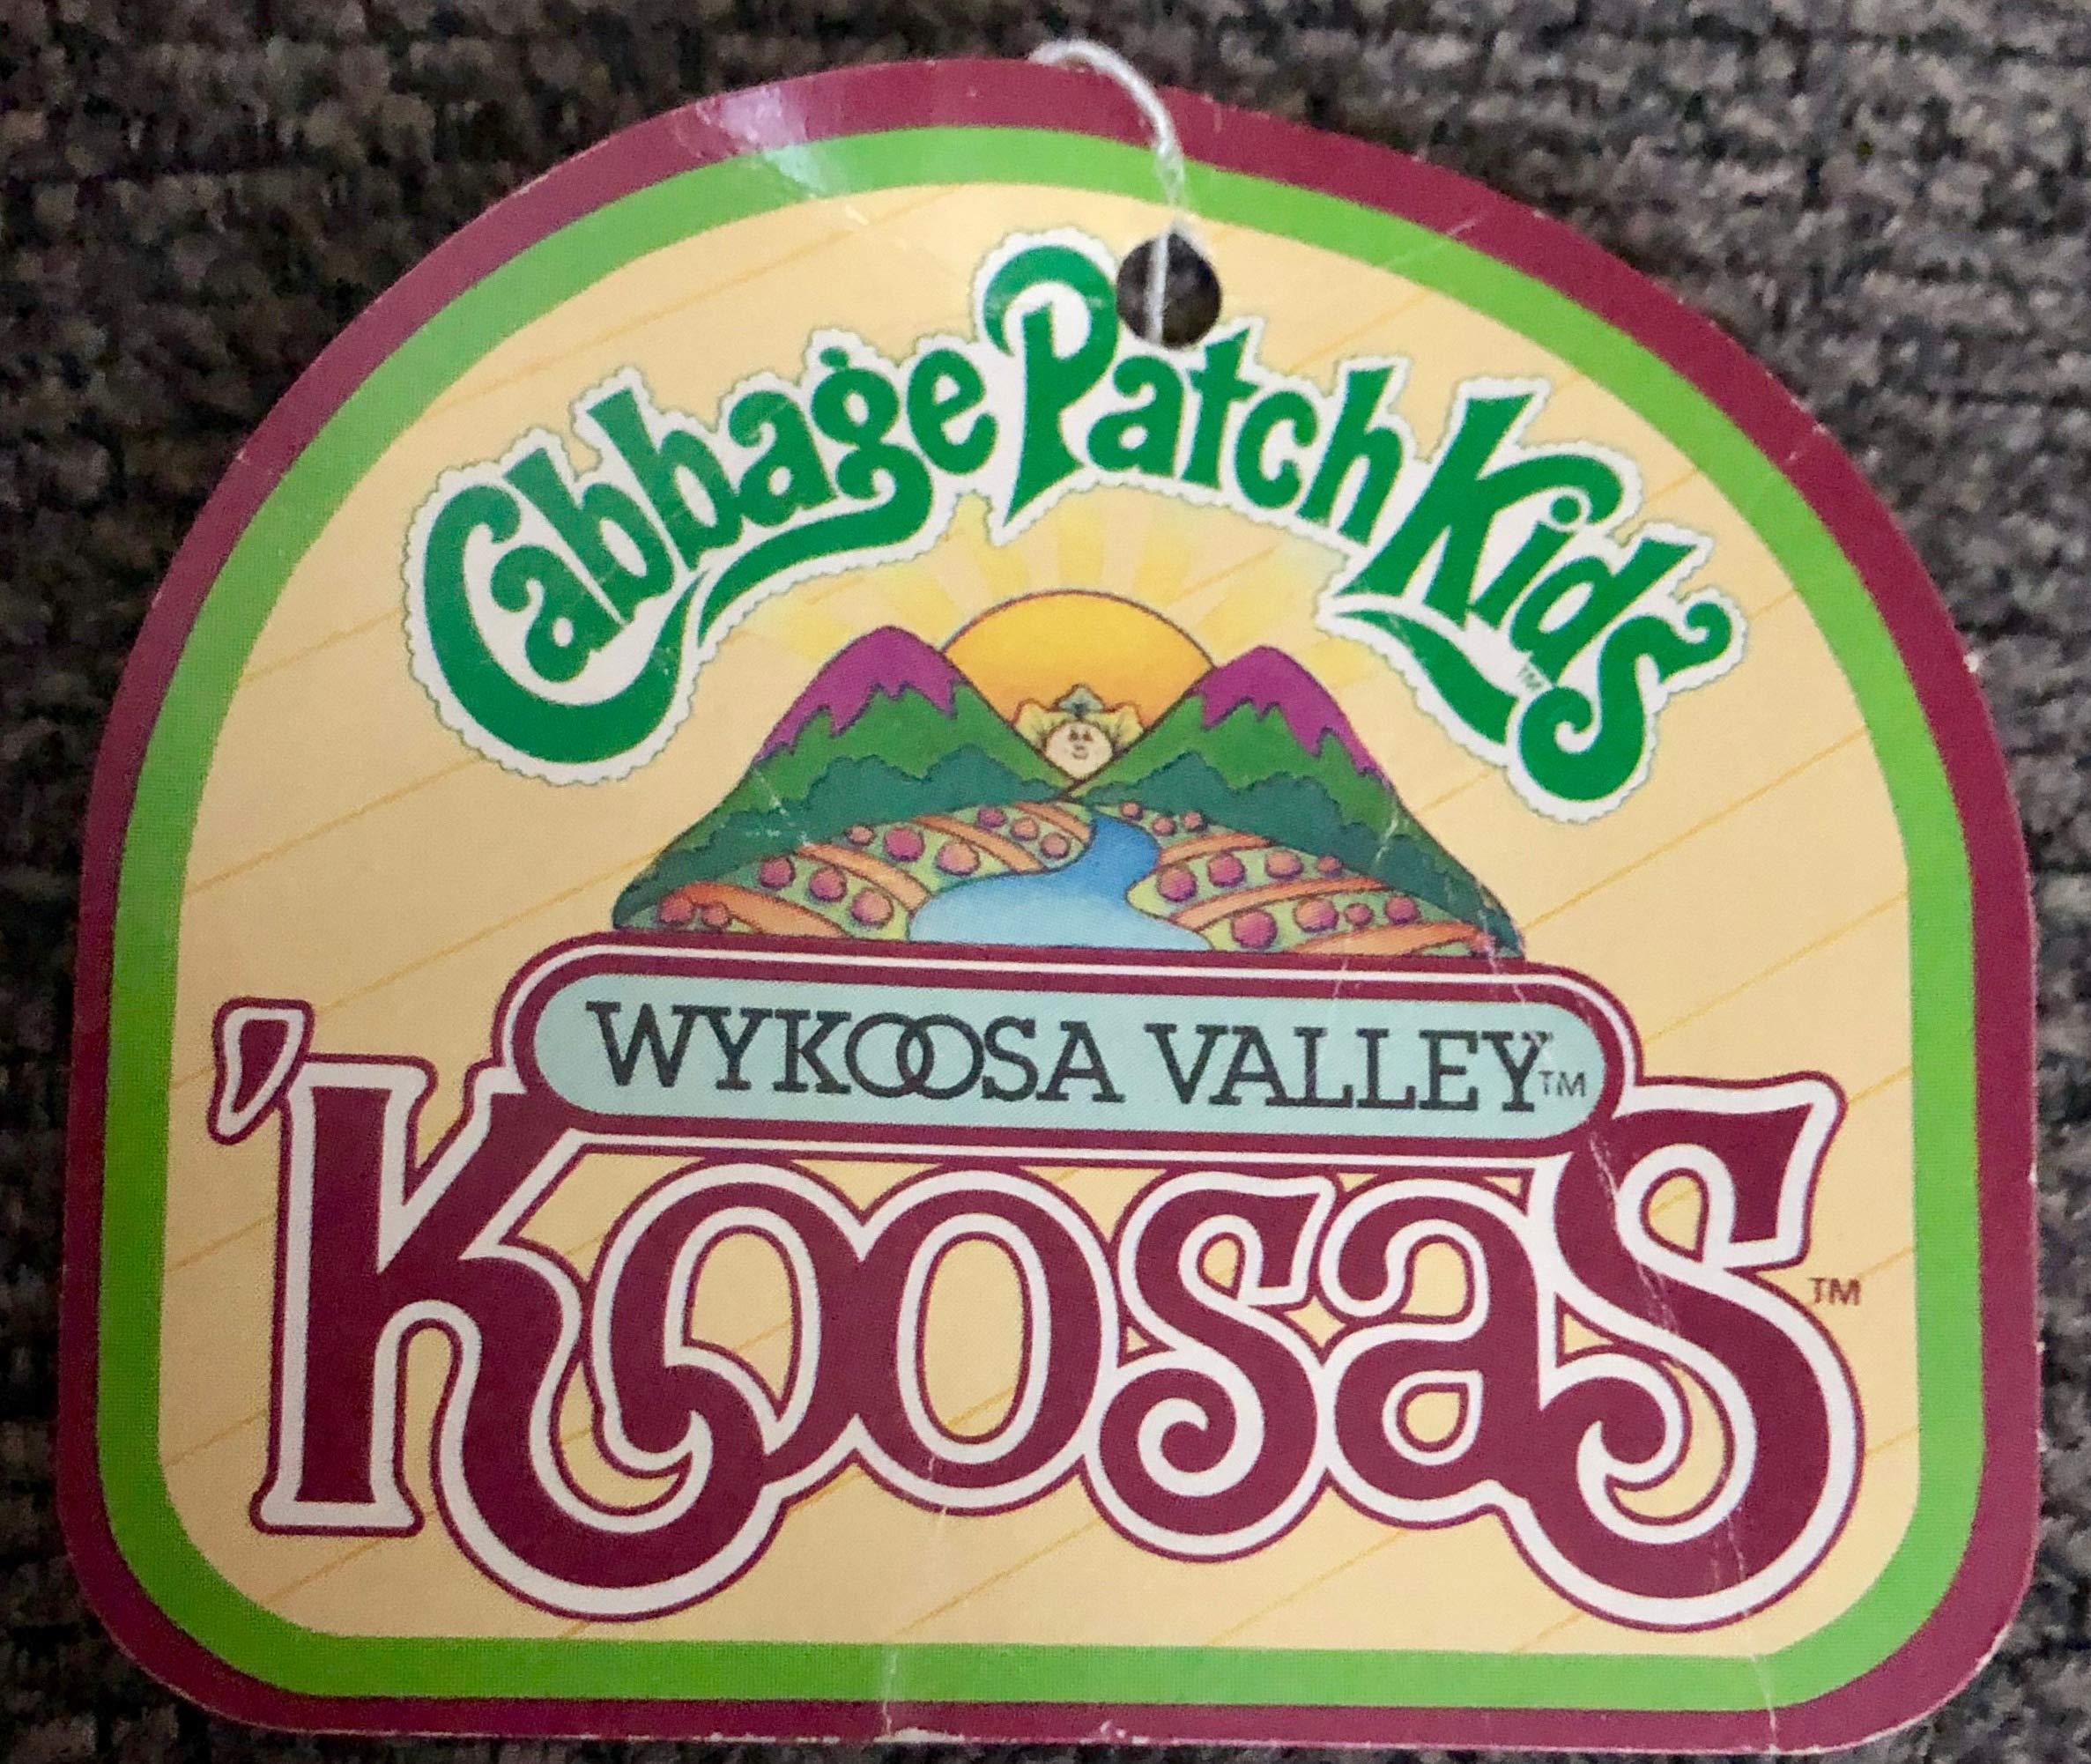 Cabbage Patch Kids™
WYKOOSA VALLEY™
'Koosas™